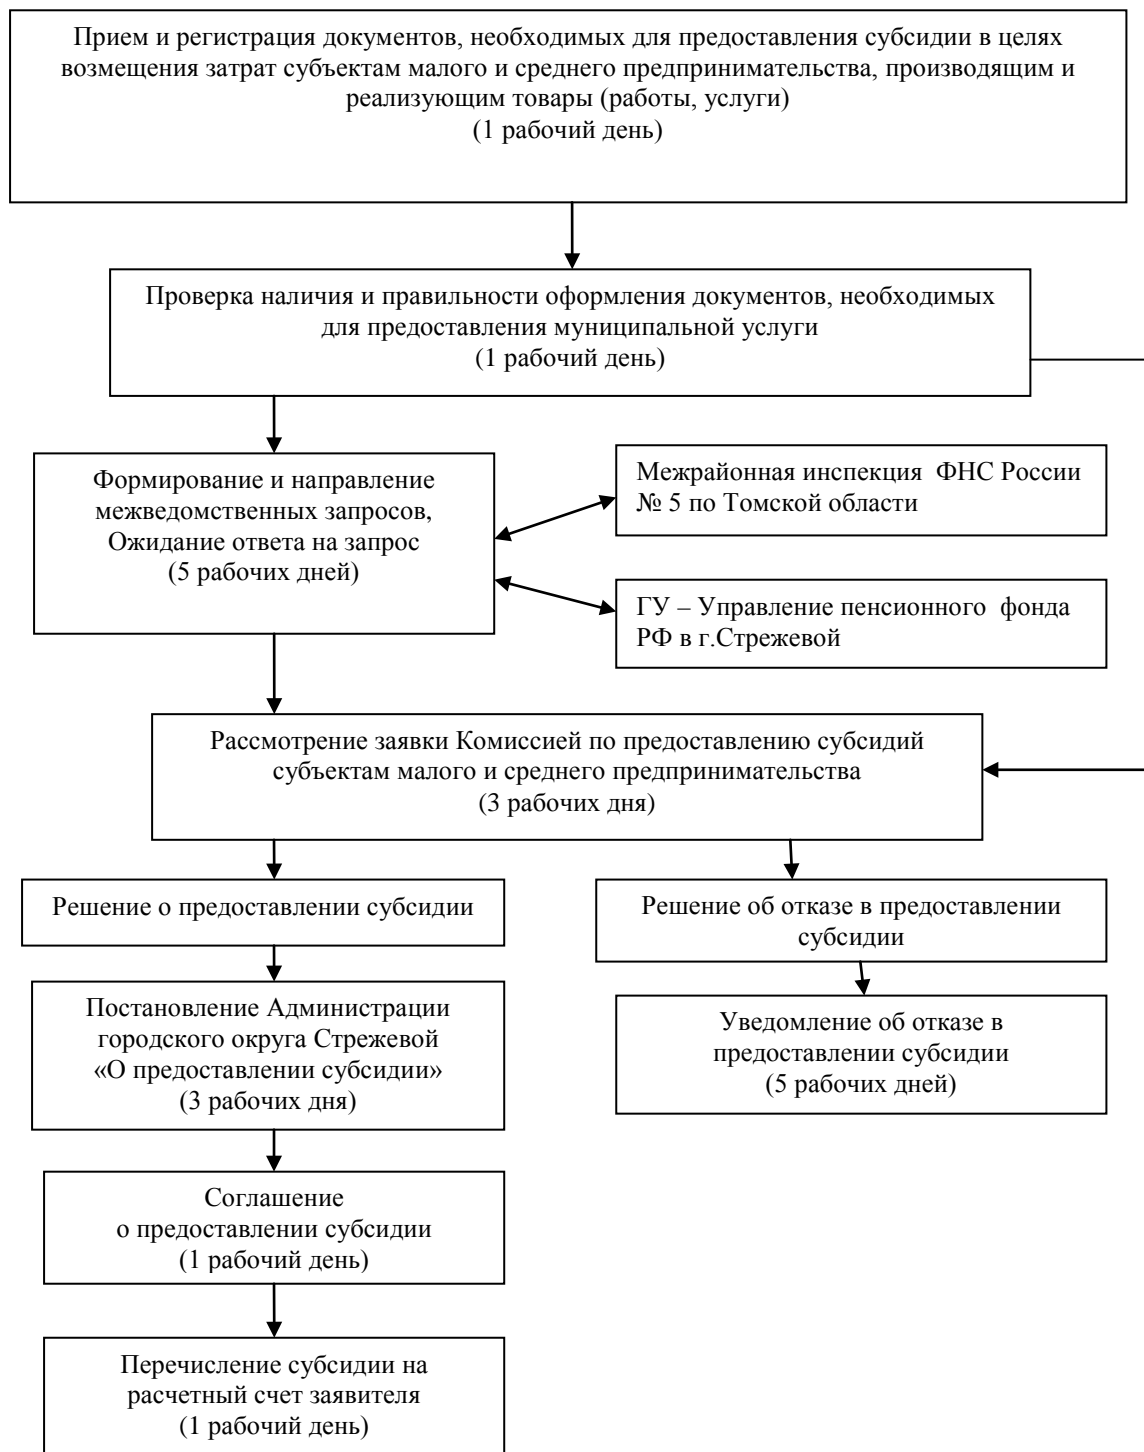 Прием и регистрация документов, необходимых для предоставления субсидии в целях
возмещения затрат субъектам малого и среднего предпринимательства, производящим и
реализующим товары (работы, услуги)
(1 рабочий день)
Проверка наличия и правильности оформления документов, необходимых
для предоставления муниципальной услуги
(1 рабочий день)
Формирование и направление
межведомственных запросов,
Ожидание ответа на запрос
(5 рабочих дней)
Межрайонная инспекция ФНС России
№ 5 по Томской области
ГУ – Управление пенсионного фонда
РФ в г.Стрежевой
Рассмотрение заявки Комиссией по предоставлению субсидий
субъектам малого и среднего предпринимательства
(3 рабочих дня)
Решение о предоставлении субсидии
Решение об отказе в предоставлении
субсидии
Постановление Администрации
городского округа Стрежевой
«О предоставлении субсидии»
(3 рабочих дня)
Уведомление об отказе в
предоставлении субсидии
(5 рабочих дней)
Соглашение
о предоставлении субсидии
(1 рабочий день)
Перечисление субсидии на
расчетный счет заявителя
(1 рабочий день)